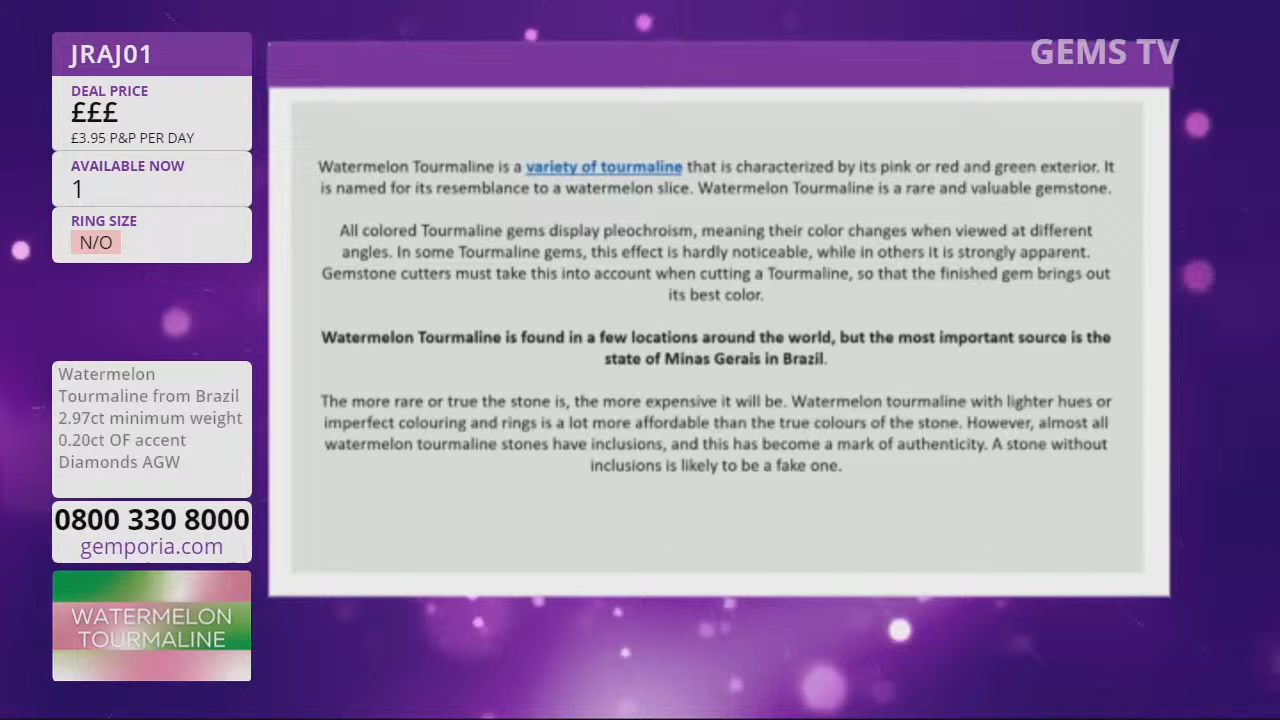 JRAJ01
DEAL PRICE
£££
£3.95 P&P PER DAY
AVAILABLE NOW
1
RING SIZE
N/O
Watermelon
Tourmaline from Brazil
2.97ct minimum weight
0.20ct OF accent
Diamonds AGW
0800 330 8000
gemporia.com
WATERMELON
TOURMALINE
GEMS TV
Watermelon Tourmaline is a variety of tourmaline that is characterized by its pink or red and green exterior. It
is named for its resemblance to a watermelon slice. Watermelon Tourmaline is a rare and valuable gemstone.
All colored Tourmaline gems display pleochroism, meaning their color changes when viewed at different
angles. In some Tourmaline gems, this effect is hardly noticeable, while in others it is strongly apparent.
Gemstone cutters must take this into account when cutting a Tourmaline, so that the finished gem brings out
its best color.
Watermelon Tourmaline is found in a few locations around the world, but the most important source is the
state of Minas Gerais in Brazil.
The more rare or true the stone is, the more expensive it will be. Watermelon tourmaline with lighter hues or
imperfect colouring and rings is a lot more affordable than the true colours of the stone. However, almost all
watermelon tourmaline stones have inclusions, and this has become a mark of authenticity. A stone without
inclusions is likely to be a fake one.